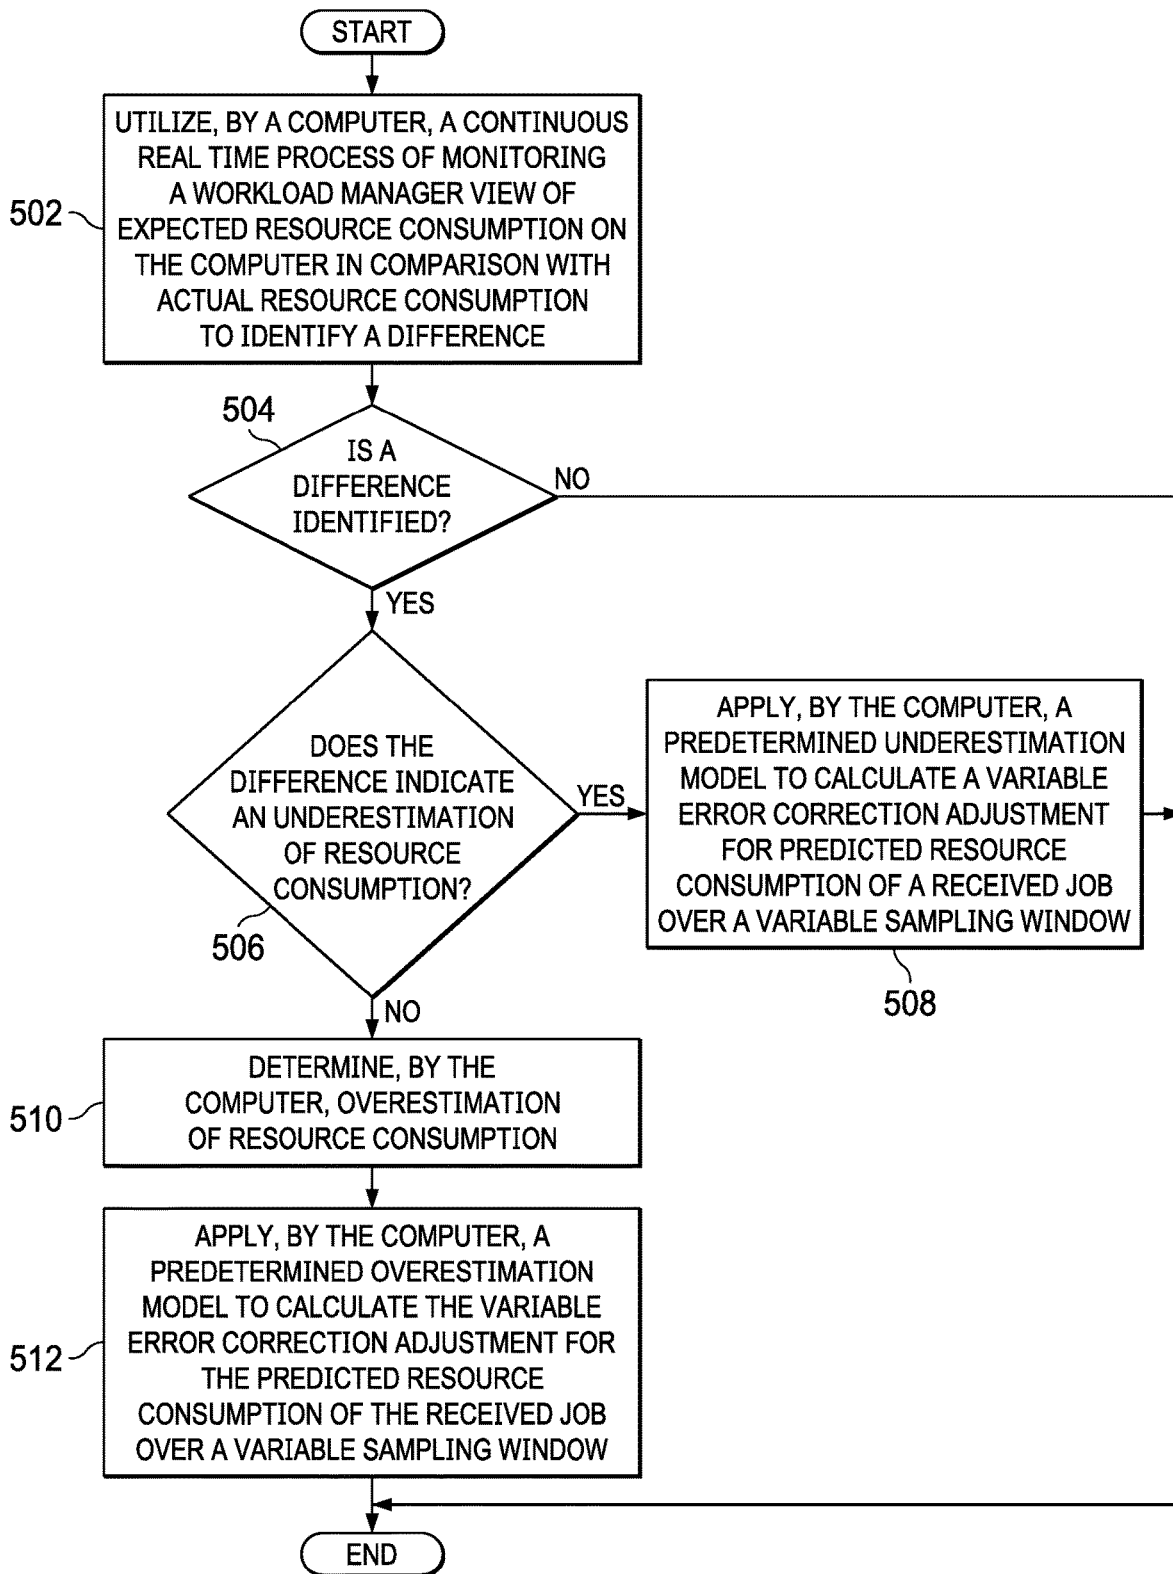 START
UTILIZE, BY A COMPUTER, A CONTINUOUS
REAL TIME PROCESS OF MONITORING
A WORKLOAD MANAGER VIEW OF
EXPECTED RESOURCE CONSUMPTION ON
THE COMPUTER IN COMPARISON WITH
ACTUAL RESOURCE CONSUMPTION
TO IDENTIFY A DIFFERENCE
502
504
IS A
DIFFERENCE
IDENTIFIED?
NO
YES
DOES THE
DIFFERENCE INDICATE
AN UNDERESTIMATION
OF RESOURCE
CONSUMPTION?
506
YES
APPLY, BY THE COMPUTER, A
PREDETERMINED UNDERESTIMATION
MODEL TO CALCULATE A VARIABLE
ERROR CORRECTION ADJUSTMENT
FOR PREDICTED RESOURCE
CONSUMPTION OF A RECEIVED JOB
OVER A VARIABLE SAMPLING WINDOW
508
NO
DETERMINE, BY THE
COMPUTER, OVERESTIMATION
OF RESOURCE CONSUMPTION
510
APPLY, BY THE COMPUTER, A
PREDETERMINED OVERESTIMATION
MODEL TO CALCULATE THE VARIABLE
ERROR CORRECTION ADJUSTMENT FOR
THE PREDICTED RESOURCE
CONSUMPTION OF THE RECEIVED JOB
OVER A VARIABLE SAMPLING WINDOW
512
END